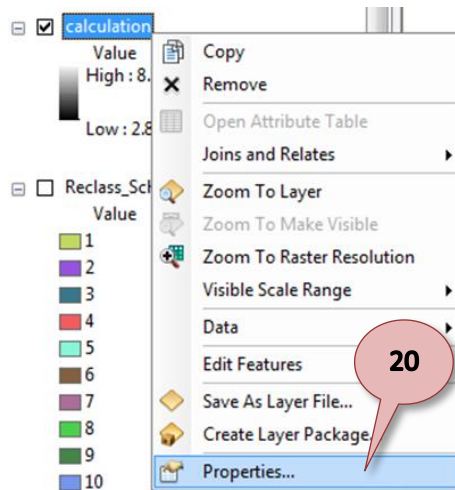 calculation
Value
High : 8.
Low : 2.8
Reclass_Sch
Value
1
2
3
4
5
6
7
8
9
10
Copy
Remove
Open Attribute Table
Joins and Relates
Zoom To Layer
Zoom To Make Visible
Zoom To Raster Resolution
Visible Scale Range
Data
Edit Features
Save As Layer File...
Create Layer Package.
Properties...
20